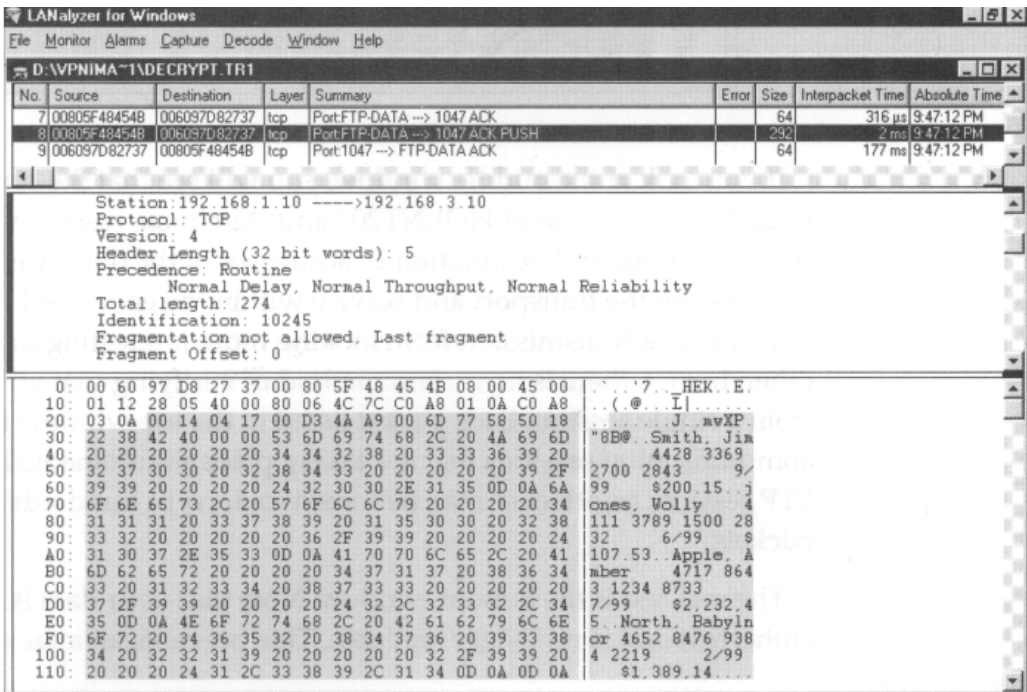 LANalyzer for Windows
File Monitor Alarms Capture Decode Window Help
D:\VPNIMA~1\DECRYPT.TR1
No. Source Destination Layer Summary Error Size Interpacket Time Absolute Time
7 00805F48454B 006097D82737 tcp Port:FTP-DATA ---> 1047 ACK 64 316 µs 9:47:12 PM
8 00805F48454B 006097D82737 tcp Port:FTP-DATA ---> 1047 ACK PUSH 292 2 ms 9:47:12 PM
9 006097D82737 00805F48454B tcp Port:1047 ---> FTP-DATA ACK 64 177 ms 9:47:12 PM
Station:192.168.1.10 ---->192.168.3.10
Protocol: TCP
Version: 4
Header Length (32 bit words): 5
Precedence: Routine
Normal Delay, Normal Throughput, Normal Reliability
Total length: 274
Identification: 10245
Fragmentation not allowed, Last fragment
Fragment Offset: 0
0: 00 60 97 D8 27 37 00 80 5F 48 45 4B 08 00 45 00 |.`..'7.._HEK..E.
10: 01 12 28 05 40 00 80 06 4C 7C C0 A8 01 0A C0 A8 |..(.@...L|......
20: 03 0A 00 14 04 17 00 D3 4A A9 00 6D 77 58 50 18 |........J..mwXP.
30: 22 38 42 40 00 00 53 6D 69 74 68 2C 20 4A 69 6D |"8B@..Smith, Jim
40: 20 20 20 20 20 20 34 34 32 38 20 33 33 36 39 20 | 4428 3369
50: 32 37 30 30 20 32 38 34 33 20 20 20 20 20 39 2F |2700 2843 9/
60: 39 39 20 20 20 20 24 32 30 30 2E 31 35 0D 0A 6A |99 $200.15..j
70: 6F 6E 65 73 2C 20 57 6F 6C 6C 79 20 20 20 20 34 |ones, Wolly 4
80: 31 31 31 20 33 37 38 39 20 31 35 30 30 20 32 38 |111 3789 1500 28
90: 33 32 20 20 20 20 20 36 2F 39 39 20 20 20 20 24 |32 6/99 $
A0: 31 30 37 2E 35 33 0D 0A 41 70 70 6C 65 2C 20 41 |107.53..Apple, A
B0: 6D 62 65 72 20 20 20 20 34 37 31 37 20 38 36 34 |mber 4717 864
C0: 33 20 31 32 33 34 20 38 37 33 33 20 20 20 20 20 |3 1234 8733
D0: 37 2F 39 39 20 20 20 20 24 32 2C 32 33 32 2C 34 |7/99 $2,232,4
E0: 35 0D 0A 4E 6F 72 74 68 2C 20 42 61 62 79 6C 6E |5..North, Babyln
F0: 6F 72 20 34 36 35 32 20 38 34 37 36 20 39 33 38 |or 4652 8476 938
100: 34 20 32 32 31 39 20 20 20 20 20 32 2F 39 39 20 |4 2219 2/99
110: 20 20 20 24 31 2C 33 38 39 2C 31 34 0D 0A 0D 0A | $1,389,14....